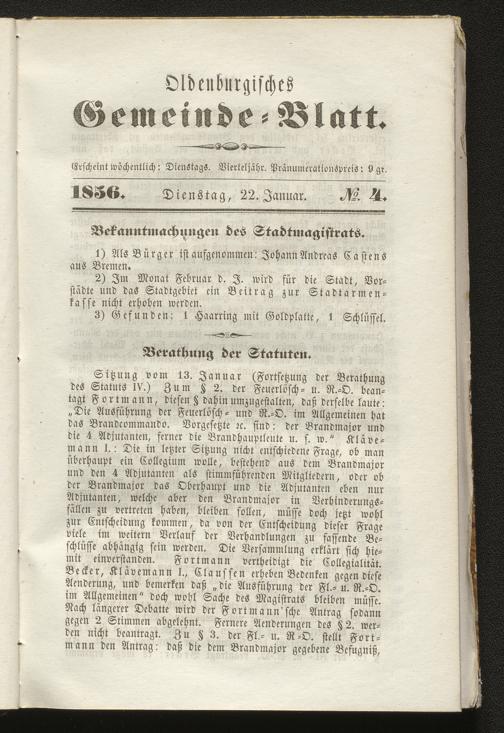 Oldenburgisches
Gemeinde-Blatt.
Erscheint wöchentlich: Dienstags. Vierteljähr. Pränumerationspreis: 9 gr.
1856. Dienstag, 22. Januar. № 4.
Bekanntmachungen des Stadtmagistrats.
1) Als Bürger ist aufgenommen: Johann Andreas Castens
aus Bremen.
2) Im Monat Februar d. J. wird für die Stadt, Vor-
städte und das Stadtgebiet ein Beitrag zur Stadtarmen-
kasse nicht erhoben werden.
3) Gefunden: 1 Haarring mit Goldplatte, 1 Schlüssel.
Berathung der Statuten.
Sitzung vom 13. Januar (Fortsetzung der Berathung
des Statuts IV.) Zum § 2. der Feuerlösch- u. R.-O. bean-
tragt Fortmann, diesen § dahin umzugestalten, daß derselbe laute:
„Die Ausführung der Feuerlösch- und R.-O. im Allgemeinen hat
das Brandcommando. Vorgesetzte ꝛc. sind: der Brandmajor und
die 4 Adjutanten, ferner die Brandhauptleute u. s. w." Kläve-
mann I.: Die in letzter Sitzung nicht entschiedene Frage, ob man
überhaupt ein Collegium wolle, bestehend aus dem Brandmajor
und den 4 Adjutanten als stimmführenden Mitgliedern, oder ob
der Brandmajor das Oberhaupt und die Adjutanten eben nur
Adjutanten, welche aber den Brandmajor in Verhinderungs-
fällen zu vertreten haben, bleiben sollen, müsse doch jetzt wohl
zur Entscheidung kommen, da von der Entscheidung dieser Frage
viele im weitern Verlauf der Verhandlungen zu fassende Be-
schlüsse abhängig sein werden. Die Versammlung erklärt sich hie-
mit einverstanden. Fortmann vertheidigt die Collegialität.
Becker, Klävemann I., Claussen erheben Bedenken gegen diese
Aenderung, und bemerken daß „die Ausführung der Fl.- u. R.-O.
im Allgemeinen" doch wohl Sache des Magistrats bleiben müsse.
Nach längerer Debatte wird der Fortmann'sche Antrag sodann
gegen 2 Stimmen abgelehnt. Fernere Aenderungen des § 2. wer-
den nicht beantragt. Zu § 3. der Fl.- u. R.-O. stellt Fort-
mann den Antrag: daß die dem Brandmajor gegebene Befugniß,